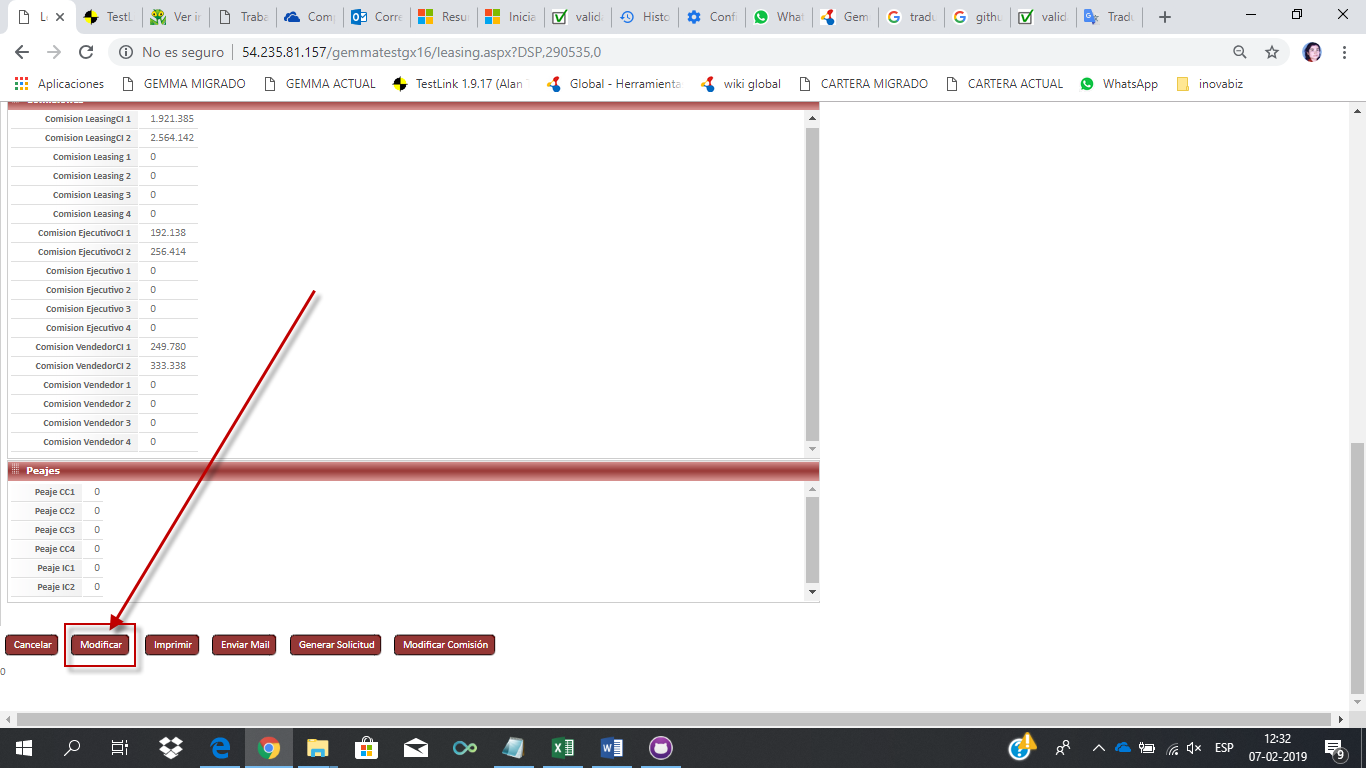 Le
TestL
Ver ir
Traba
Com
Corre
Resu
Inicia
valid
Histo
Confi
What
Gem
tradu
githu
valid
Tradu
No es seguro
54.235.81.157/gemmatestgx16/leasing.aspx?DSP,290535,0
Aplicaciones
GEMMA MIGRADO
GEMMA ACTUAL
TestLink 1.9.17 (Alan
Global - Herramienta
wiki global
CARTERA MIGRADO
CARTERA ACTUAL
WhatsApp
inovabiz
Comision LeasingCI 1 1.921.385
Comision LeasingCI 2 2.564.142
Comision Leasing 1 0
Comision Leasing 2 0
Comision Leasing 3 0
Comision Leasing 4 0
Comision EjecutivoCI 1 192.138
Comision EjecutivoCI 2 256.414
Comision Ejecutivo 1 0
Comision Ejecutivo 2 0
Comision Ejecutivo 3 0
Comision Ejecutivo 4 0
Comision VendedorCI 1 249.780
Comision VendedorCI 2 333.338
Comision Vendedor 1 0
Comision Vendedor 2 0
Comision Vendedor 3 0
Comision Vendedor 4 0
Peajes
Peaje CC1 0
Peaje CC2 0
Peaje CC3 0
Peaje CC4 0
Peaje IC1 0
Peaje IC2 0
Cancelar
Modificar
Imprimir
Enviar Mail
Generar Solicitud
Modificar Comisión
0
ESP
12:32
07-02-2019
9